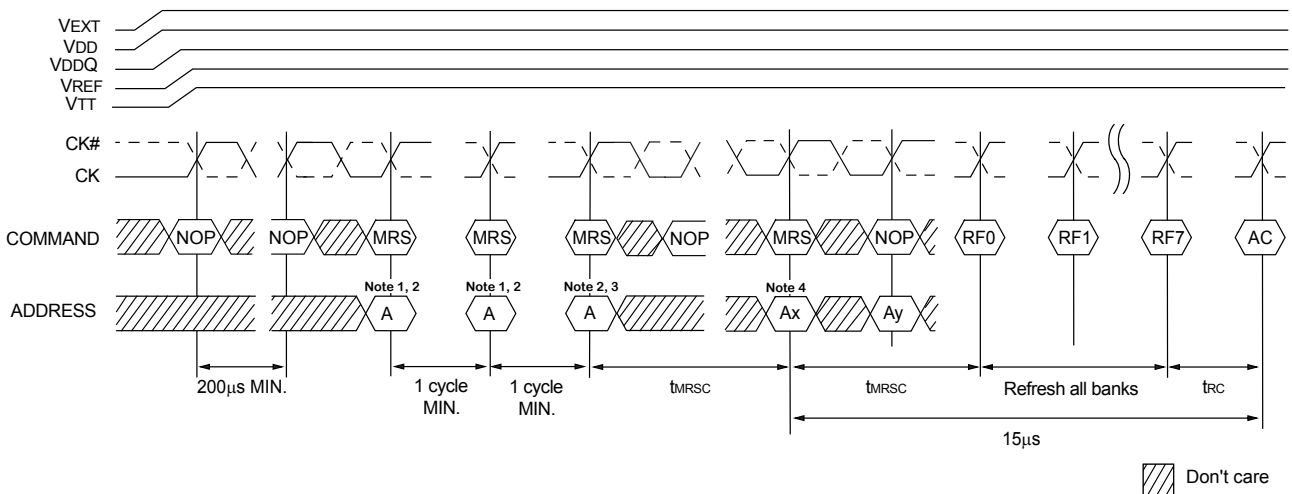 VEXT
VDD
VDDQ
VREF
VTT
CK#
CK
COMMAND NOP NOP MRS MRS MRS NOP MRS NOP RF0 RF1 RF7 AC
Note 1, 2 Note 1, 2 Note 2, 3 Note 4
ADDRESS A A A Ax Ay
200μs MIN. 1 cycle MIN. 1 cycle MIN. tMRSC tMRSC Refresh all banks tRC
15μs
Don't care